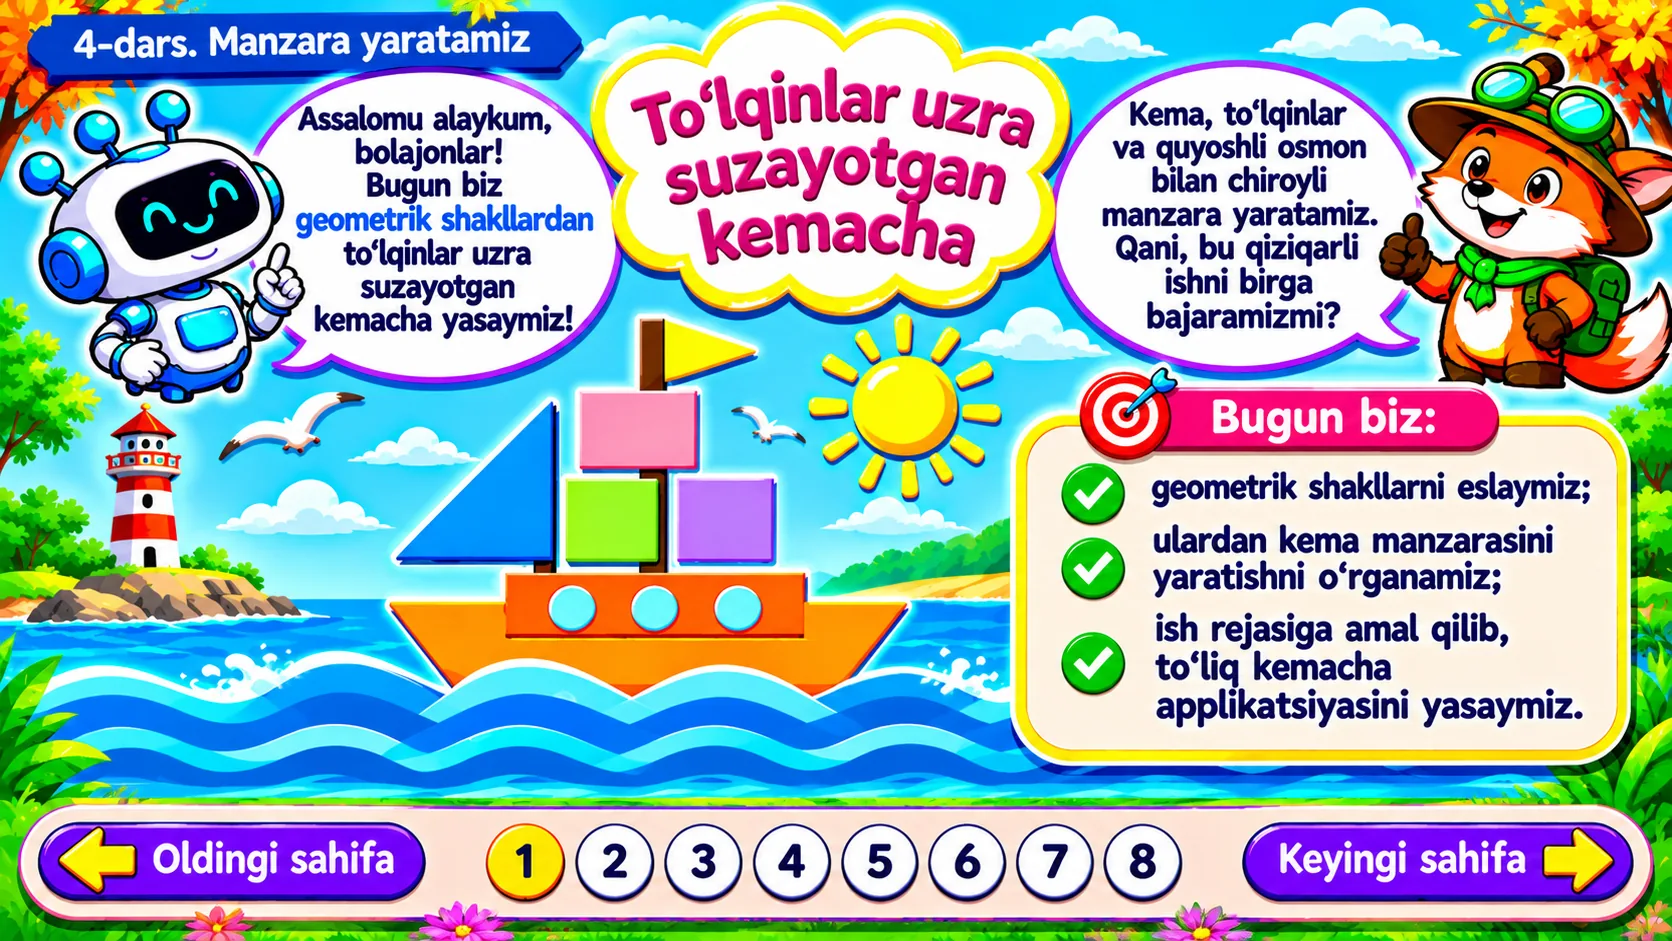 4-dars. Manzara yaratamiz
Assalomu alaykum,
bolajonlar!
Bugun biz
geometrik shakllardan
to‘lqinlar uzra
suzayotgan
kemacha yasaymiz!
To‘lqinlar uzra
suzayotgan
kemacha
Kema, to‘lqinlar
va quyoshli osmon
bilan chiroyli
manzara yaratamiz.
Qani, bu qiziqarli
ishni birga
bajaramizmi?
Bugun biz:
geometrik shakllarni eslaymiz;
ulardan kema manzarasini
yaratishni o‘rganamiz;
ish rejasiga amal qilib,
to‘liq kemacha
applikatsiyasini yasaymiz.
Oldingi sahifa
1 2 3 4 5 6 7 8
Keyingi sahifa